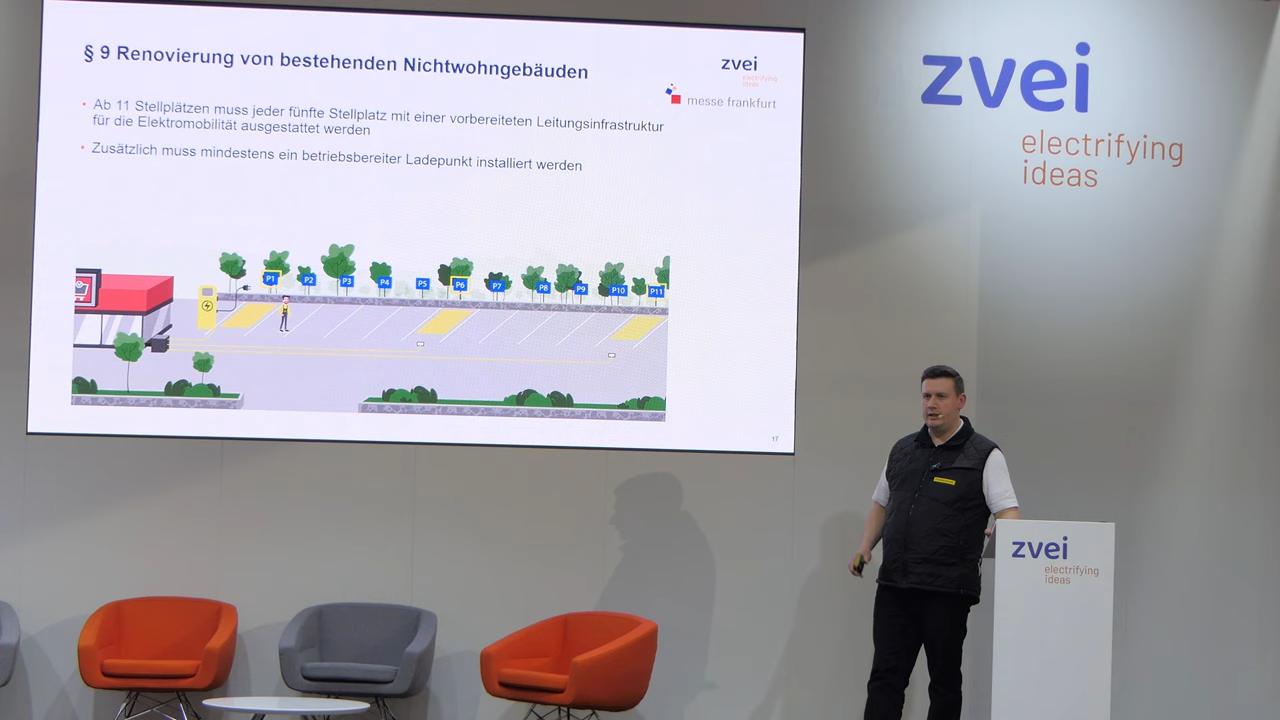 § 9 Renovierung von bestehenden Nichtwohngebäuden
zvei
electrifying
ideas
messe frankfurt
• Ab 11 Stellplätzen muss jeder fünfte Stellplatz mit einer vorbereiteten Leitungsinfrastruktur
für die Elektromobilität ausgestattet werden
• Zusätzlich muss mindestens ein betriebsbereiter Ladepunkt installiert werden
P1 P2 P3 P4 P5 P6 P7 P8 P9 P10 P11
17
zvei
electrifying
ideas
zvei
electrifying
ideas